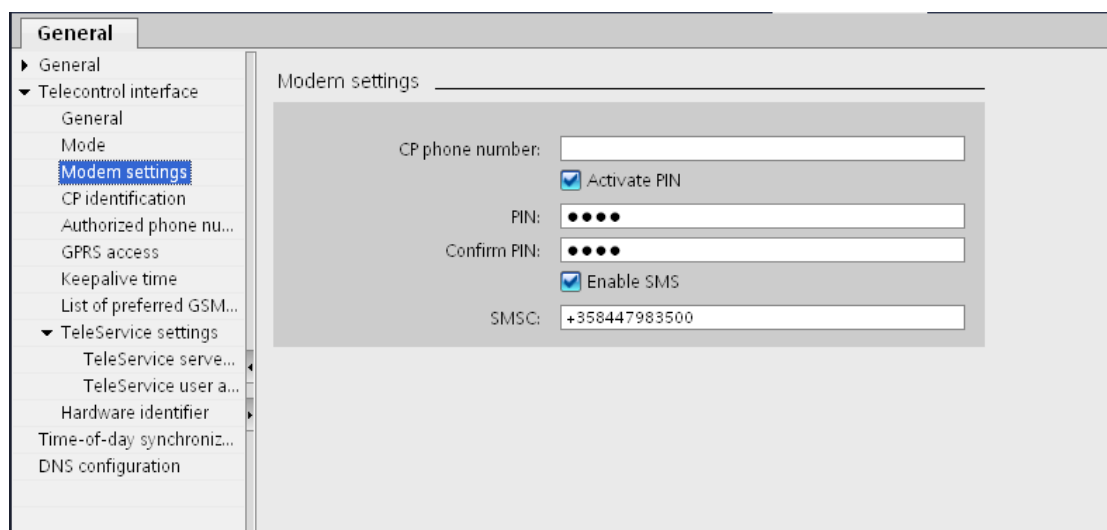 General
General
Telecontrol interface
General
Mode
Modem settings
CP identification
Authorized phone nu...
GPRS access
Keepalive time
List of preferred GSM...
TeleService settings
TeleService serve...
TeleService user a...
Hardware identifier
Time-of-day synchroniz...
DNS configuration
Modem settings
CP phone number:
Activate PIN
PIN: ●●●●
Confirm PIN: ●●●●
Enable SMS
SMSC: +358447983500